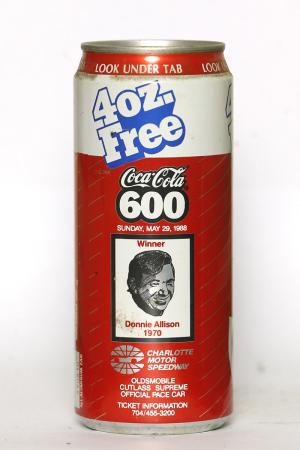 LOOK UNDER TAB LOOK
4oz.
Free
Coca-Cola
600
SUNDAY, MAY 29, 1988
Winner
Donnie Allison
1970
CHARLOTTE
MOTOR
SPEEDWAY
OLDSMOBILE
CUTLASS SUPREME
OFFICIAL PACE CAR
TICKET INFORMATION
704/455-3200